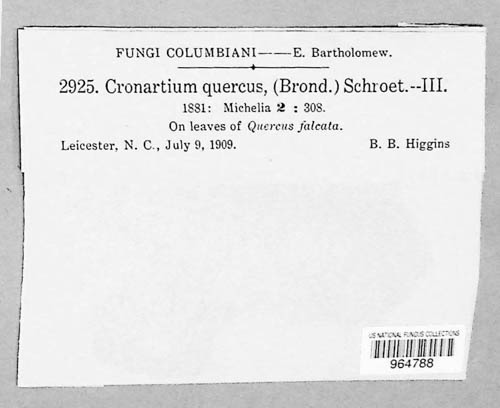 FUNGI COLUMBIANI——E. Bartholomew.
2925. Cronartium quercus, (Brond.) Schroet.--III.
1881: Michelia 2 : 308.
On leaves of Quercus falcata.
Leicester, N. C., July 9, 1909. B. B. Higgins
US NATIONAL FUNGUS COLLECTIONS
964788